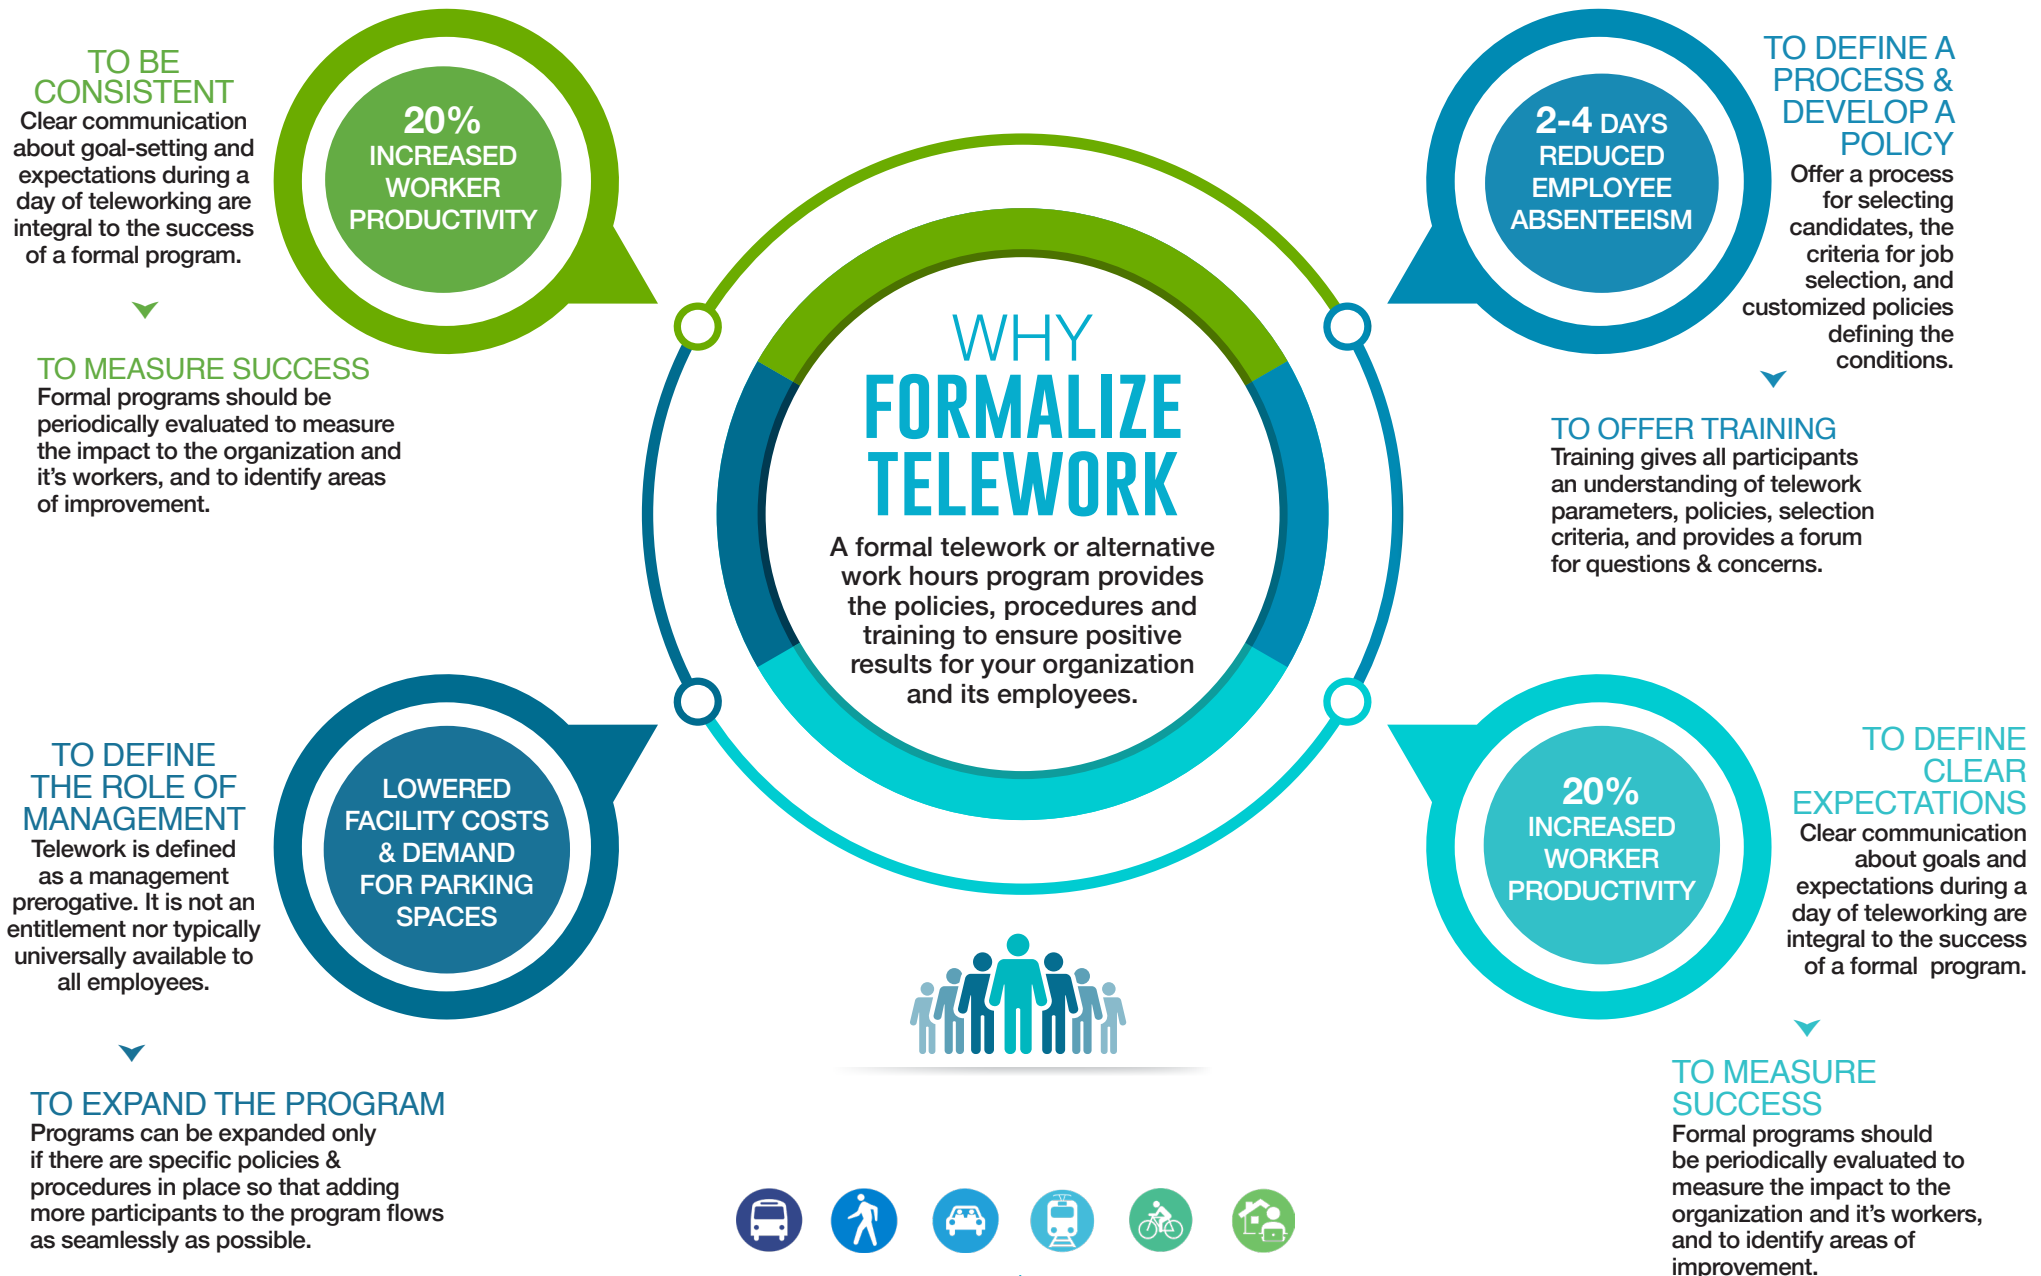 TO BE
CONSISTENT
Clear communication
about goal-setting and
expectations during a
day of teleworking are
integral to the success
of a formal program.
TO MEASURE SUCCESS
Formal programs should be
periodically evaluated to measure
the impact to the organization and
it's workers, and to identify areas
of improvement.
20%
INCREASED
WORKER
PRODUCTIVITY
WHY
FORMALIZE
TELEWORK
A formal telework or alternative
work hours program provides
the policies, procedures and
training to ensure positive
results for your organization
and its employees.
2-4 DAYS
REDUCED
EMPLOYEE
ABSENTEEISM
TO DEFINE A
PROCESS &
DEVELOP A
POLICY
Offer a process
for selecting
candidates, the
criteria for job
selection, and
customized policies
defining the
conditions.
TO OFFER TRAINING
Training gives all participants
an understanding of telework
parameters, policies, selection
criteria, and provides a forum
for questions & concerns.
TO DEFINE
THE ROLE OF
MANAGEMENT
Telework is defined
as a management
prerogative. It is not an
entitlement nor typically
universally available to
all employees.
LOWERED
FACILITY COSTS
& DEMAND
FOR PARKING
SPACES
TO EXPAND THE PROGRAM
Programs can be expanded only
if there are specific policies &
procedures in place so that adding
more participants to the program flows
as seamlessly as possible.
20%
INCREASED
WORKER
PRODUCTIVITY
TO DEFINE
CLEAR
EXPECTATIONS
Clear communication
about goals and
expectations during a
day of teleworking are
integral to the success
of a formal program.
TO MEASURE
SUCCESS
Formal programs should
be periodically evaluated to
measure the impact to the
organization and it's workers,
and to identify areas of
improvement.